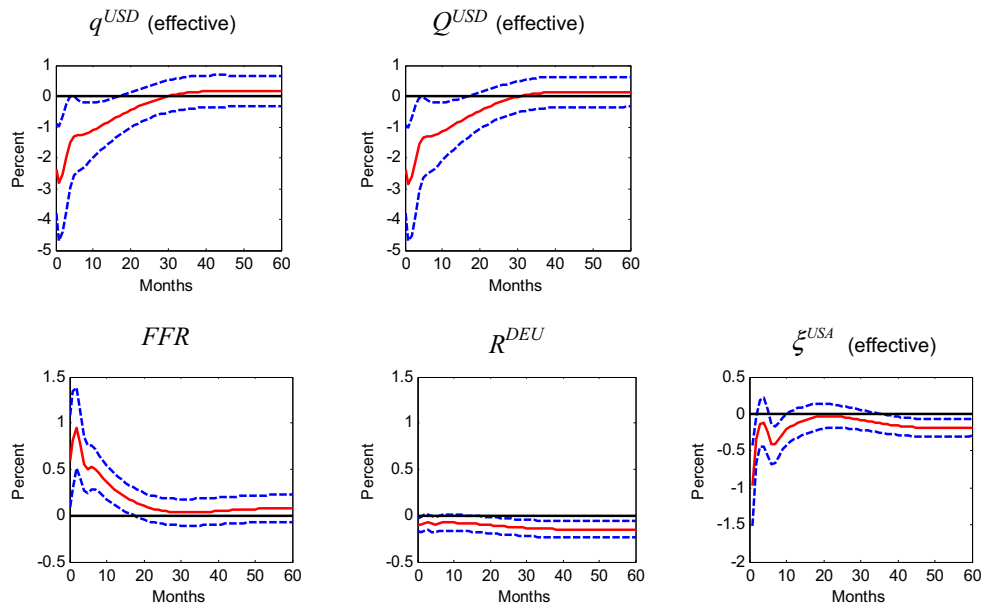 q^{USD} (effective)
Q^{USD} (effective)
1
0
-1
-2
-3
-4
-5
Percent
0 10 20 30 40 50 60
Months
1
0
-1
-2
-3
-4
-5
Percent
0 10 20 30 40 50 60
Months
FFR
R^{DEU}
ξ^{USA} (effective)
1.5
1
0.5
0
-0.5
Percent
0 10 20 30 40 50 60
Months
1.5
1
0.5
0
-0.5
Percent
0 10 20 30 40 50 60
Months
0.5
0
-0.5
-1
-1.5
-2
Percent
0 10 20 30 40 50 60
Months